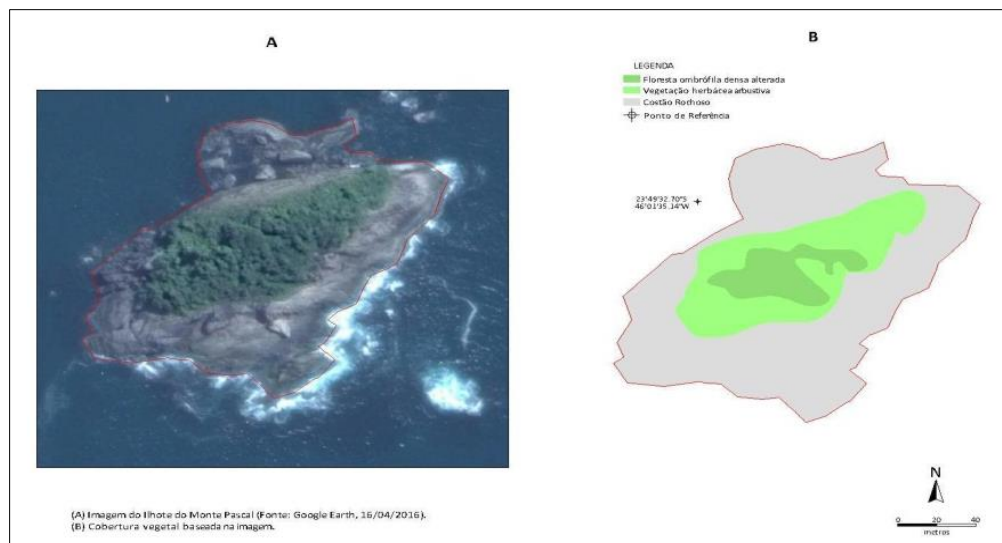 A
B
LEGENDA
Floresta ombrófila densa alterada
Vegetação herbácea arbustiva
Costão Rochoso
Ponto de Referência
23°49'32.70"S
46°01'35.14"W
N
0 20 40
metros
(A) Imagem do Ilhote do Monte Pascal (Fonte: Google Earth, 16/04/2016).
(B) Cobertura vegetal baseada na imagem.